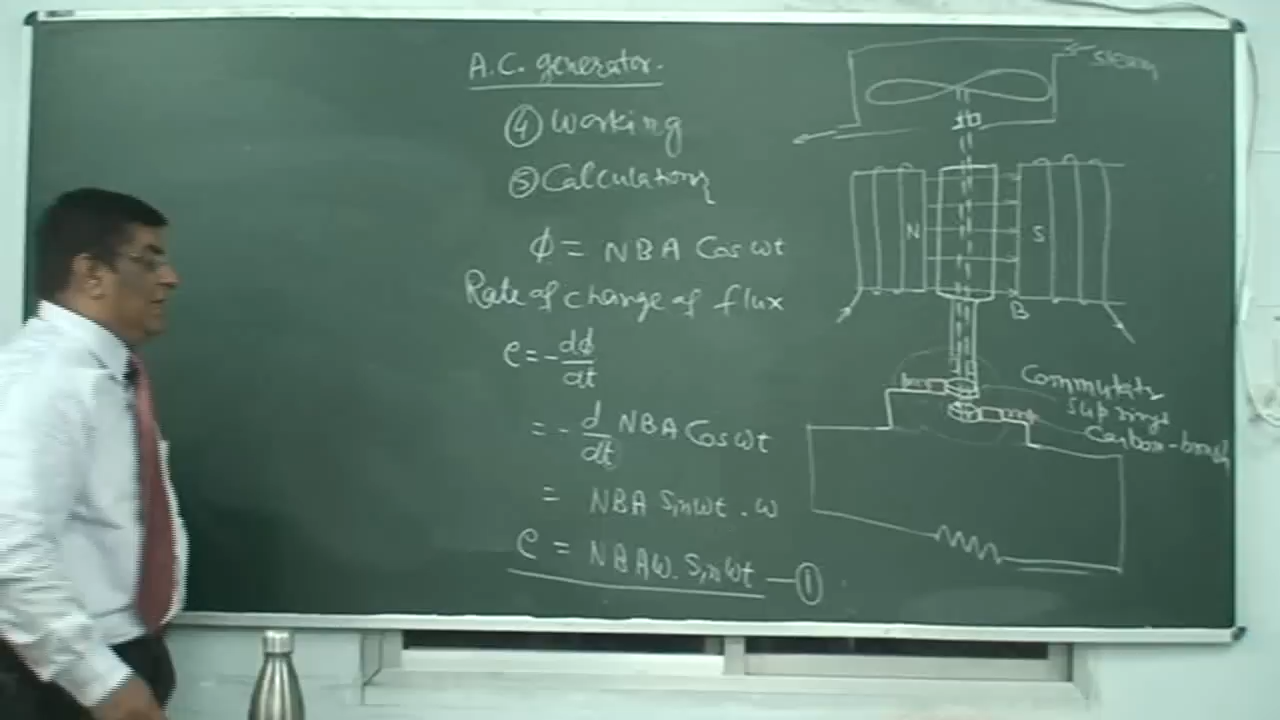 A.C. generator.
④ Working
⑤ Calculations
φ = NBA Cos ωt
Rate of change of flux
e = - dφ/dt
= - d/dt NBA Cos ωt
= NBA Sin ωt . ω
e = NBAω. Sin ωt — ①
steam
N
S
B
Commutator
Slip rings
Carbon-brush